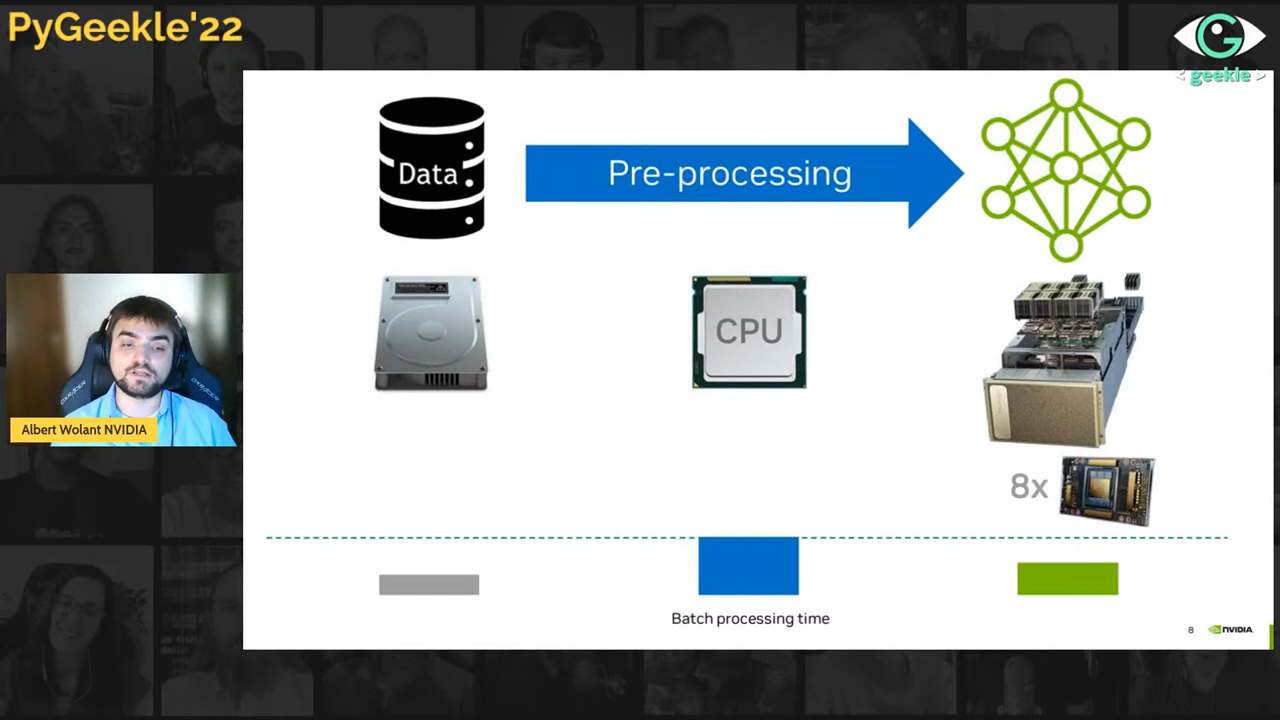 PyGeekle'22
< geekle >
Data
Pre-processing
CPU
Albert Wolant NVIDIA
8x
Batch processing time
8
NVIDIA